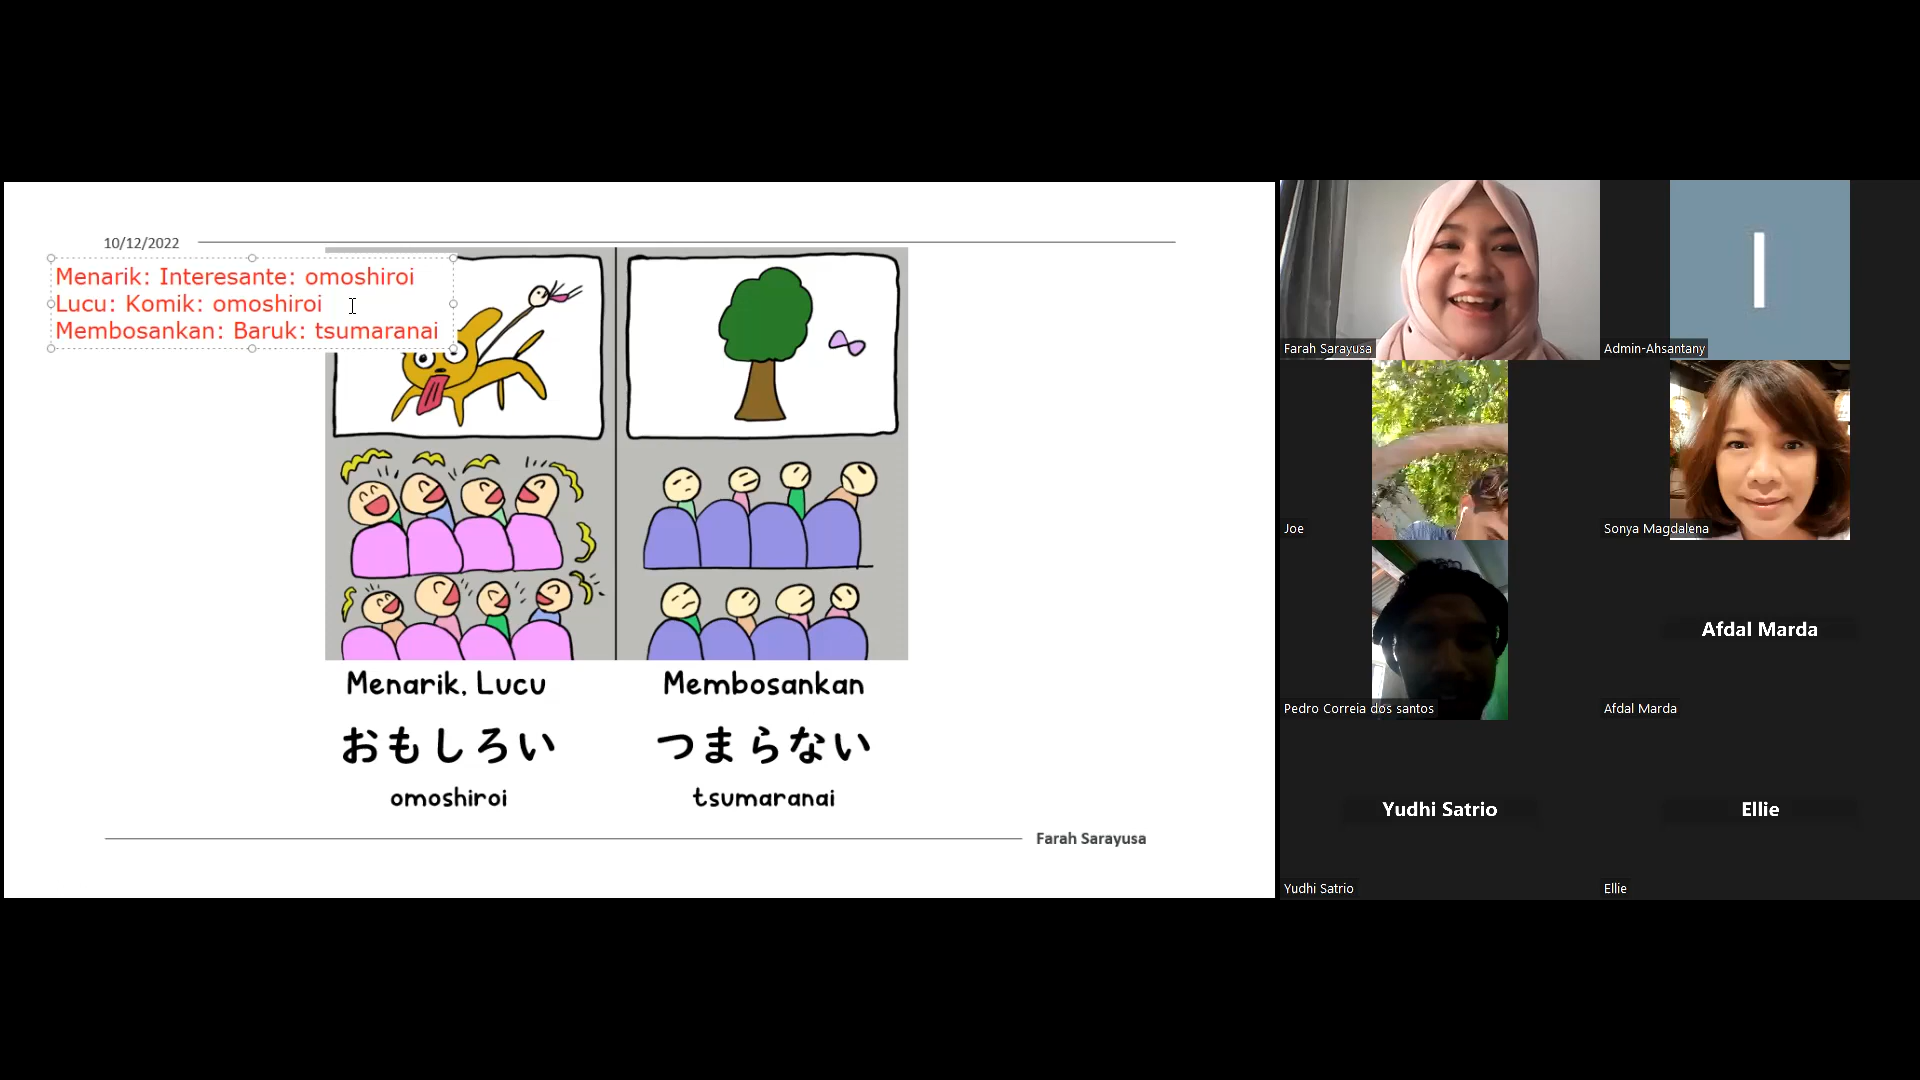 10/12/2022
Menarik: Interesante: omoshiroi
Lucu: Komik: omoshiroi
Membosankan: Baruk: tsumaranai
Menarik, Lucu
Membosankan
おもしろい
つまらない
omoshiroi
tsumaranai
Farah Sarayusa
Farah Sarayusa
Admin-Ahsantany
Joe
Sonya Magdalena
Pedro Correia dos santos
Afdal Marda
Afdal Marda
Yudhi Satrio
Ellie
Yudhi Satrio
Ellie